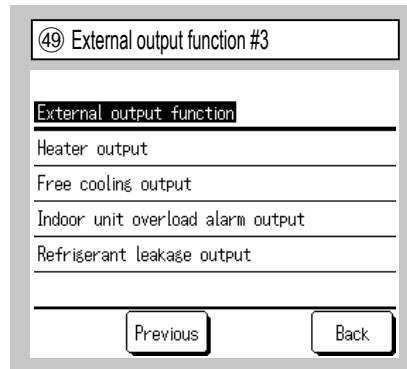 49 External output function #3
External output function
Heater output
Free cooling output
Indoor unit overload alarm output
Refrigerant leakage output
Previous Back